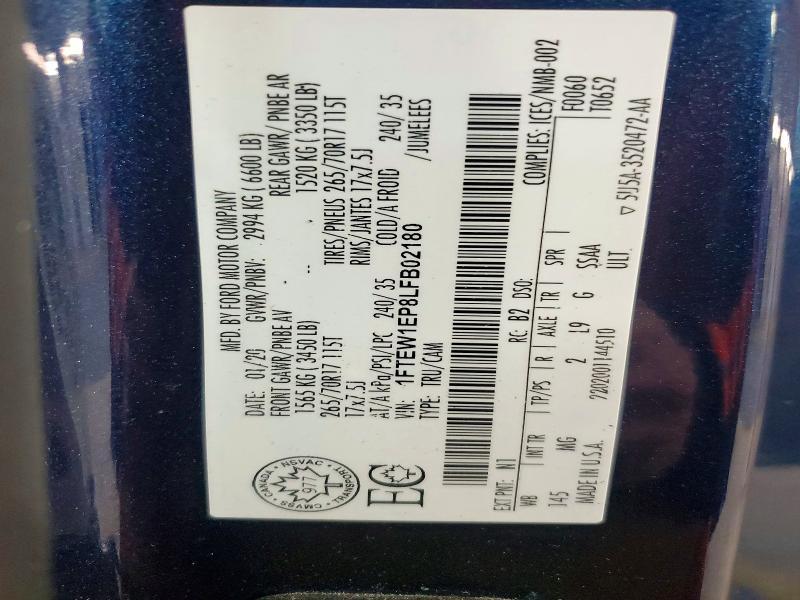 MFD. BY FORD MOTOR COMPANY
DATE: 01/20 GVWR/PNBV: 2994 KG ( 6600 LB)
FRONT GAWR/PNBE AV REAR GAWR/ PNBE AR
1565 KG ( 3450 LB) -- 1520 KG ( 3350 LB)
265/70R17 115T TIRES/PNEUS 265/70R17 115T
17x7.5J RIMS/JANTES 17x7.5J
AT/A kPa/PSI/LPC 240/ 35 COLD/A FROID 240/ 35
VIN: 1FTEW1EP8LFB02180 /JUMELEES
TYPE: TRU/CAM
CANADA • NSVAC • TRANSPORT • CMVSS •
977
EC
EXT PNT: N1 RC: B2 DSO: COMPLIES: ICES/NMB-002
WB INT TR TP/PS R AXLE TR SPR F0060
145 MG 2 L9 G SSAA T0652
MADE IN U.S.A. 2202001144510 ULT. ▽ 5U5A-3520472-AA